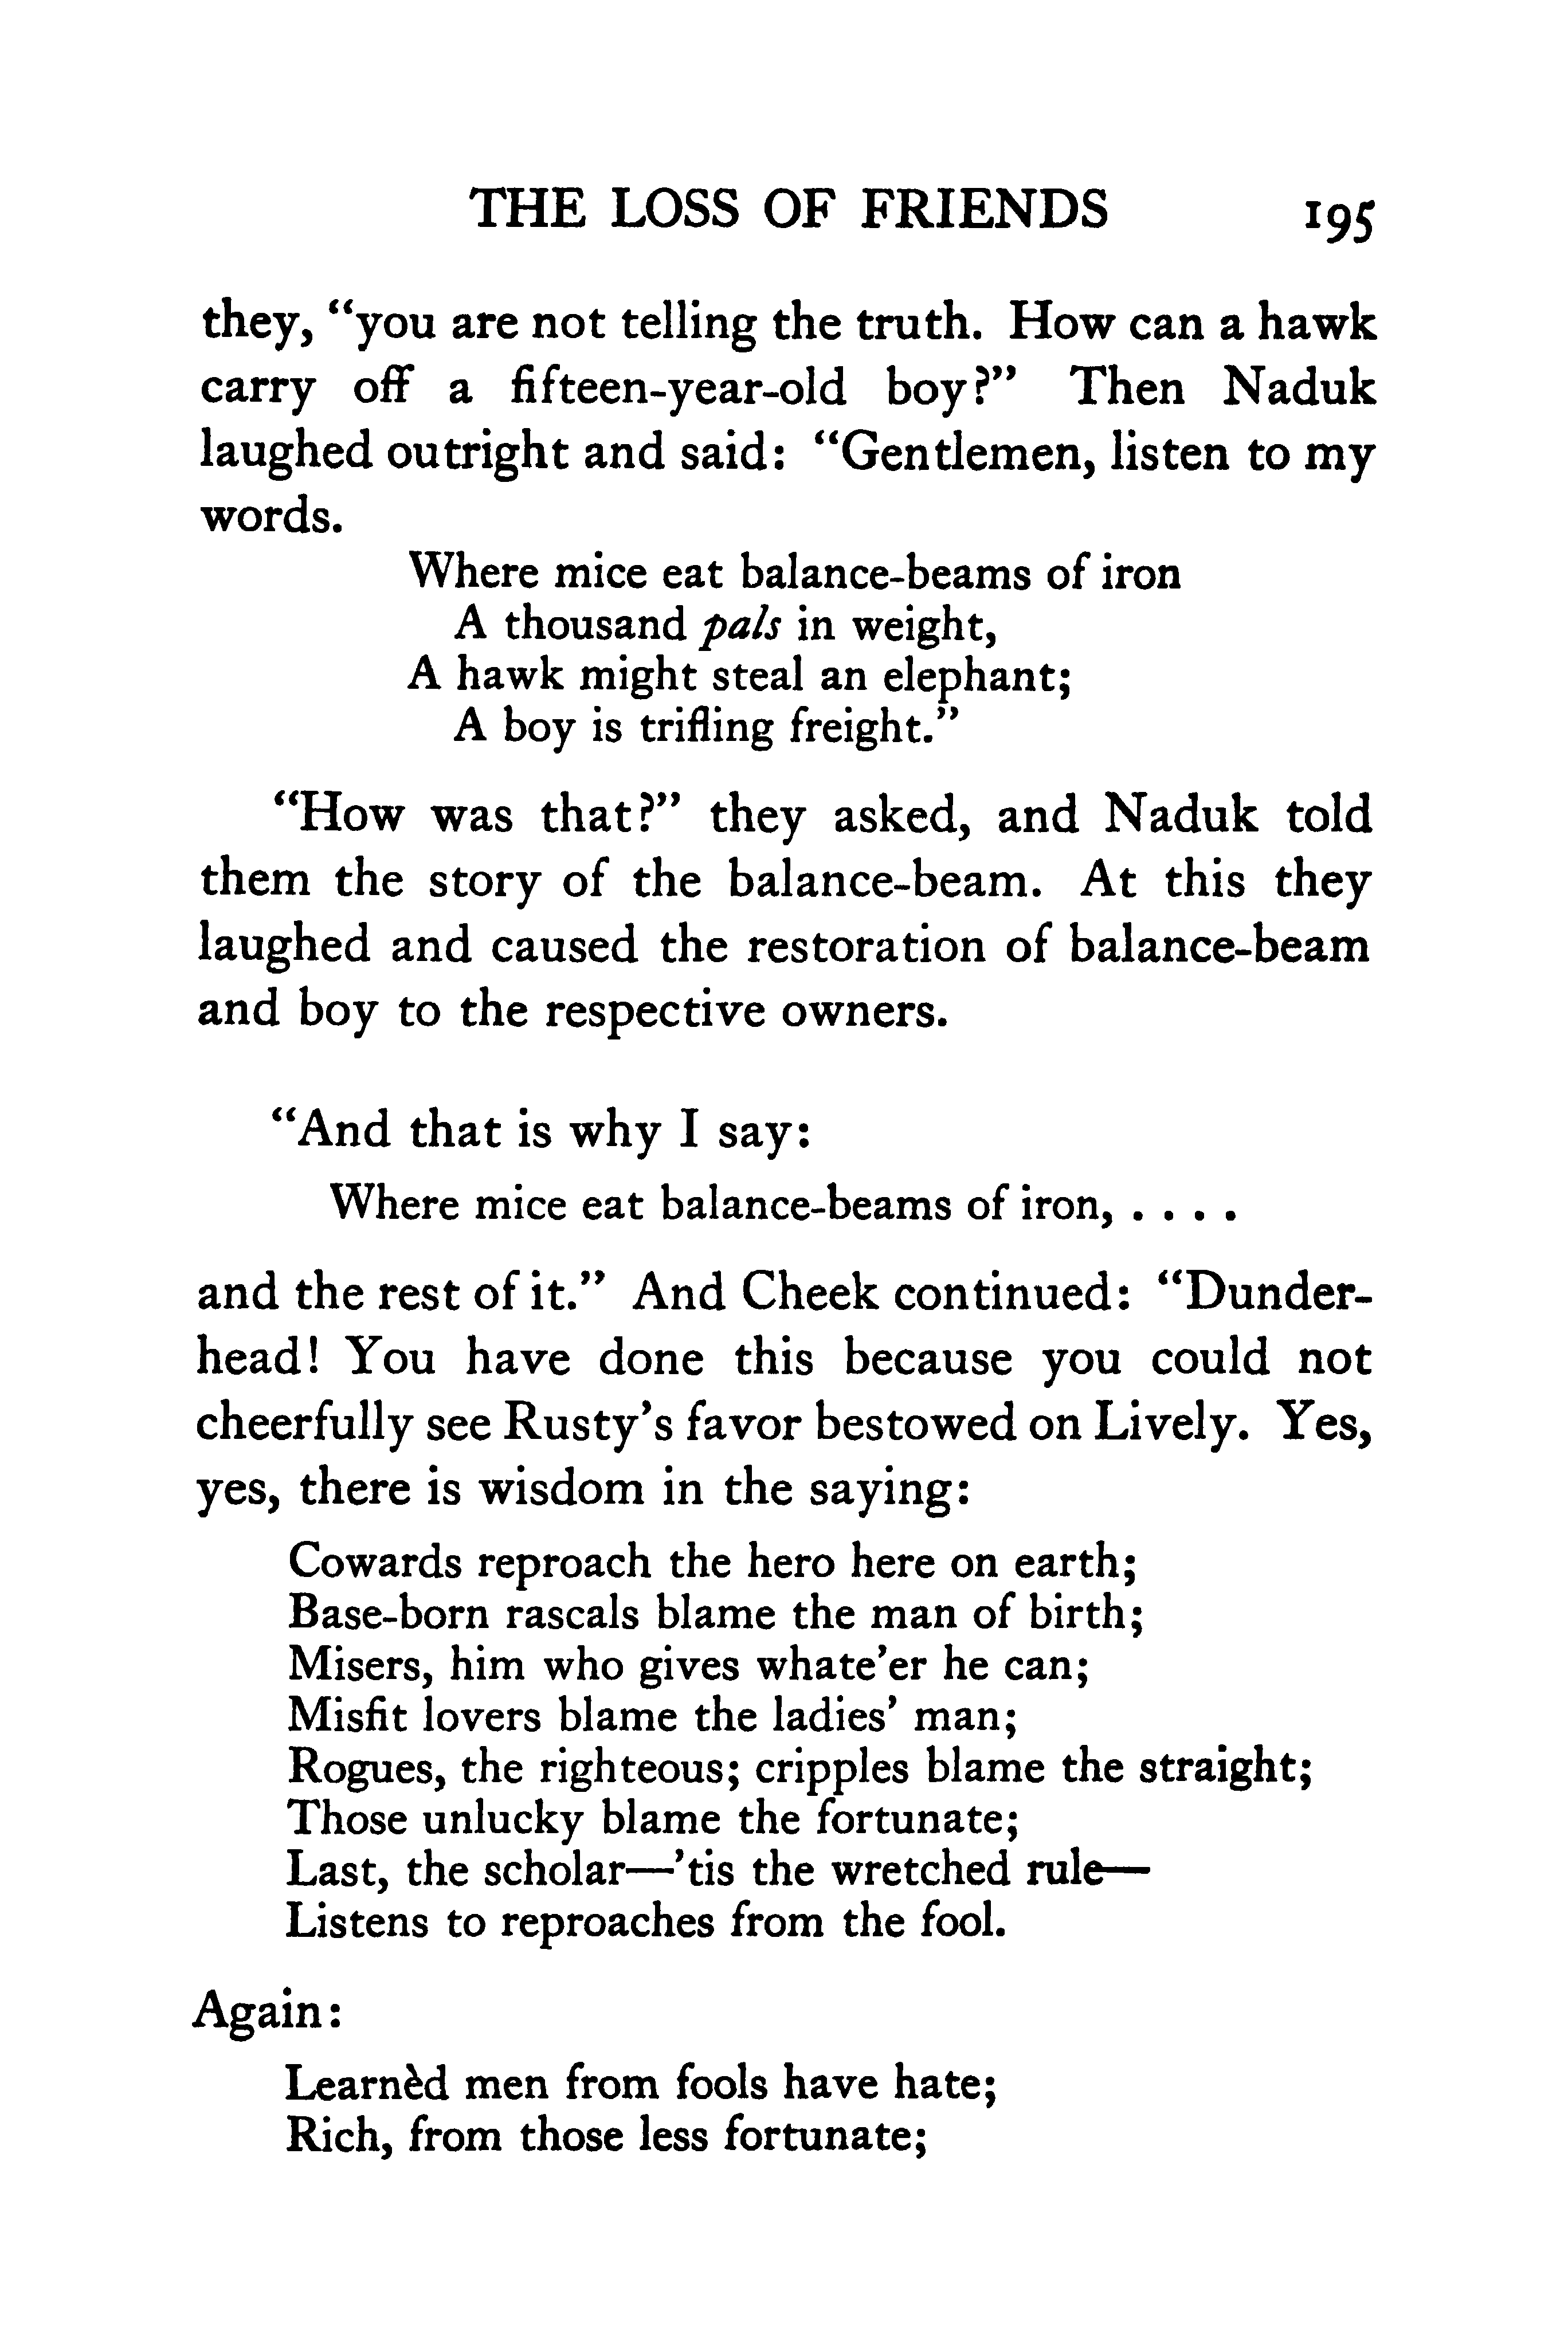 THE LOSS OF FRIENDS 195
they, “you are not telling the truth. How can a hawk
carry off a fifteen-year-old boy?” Then Naduk
laughed outright and said: “Gentlemen, listen to my
words.
Where mice eat balance-beams of iron
A thousand pals in weight,
A hawk might steal an elephant;
A boy is trifling freight.”
“How was that?” they asked, and Naduk told
them the story of the balance-beam. At this they
laughed and caused the restoration of balance-beam
and boy to the respective owners.
“And that is why I say:
Where mice eat balance-beams of iron, . . . .
and the rest of it.” And Cheek continued: “Dunder-
head! You have done this because you could not
cheerfully see Rusty’s favor bestowed on Lively. Yes,
yes, there is wisdom in the saying:
Cowards reproach the hero here on earth;
Base-born rascals blame the man of birth;
Misers, him who gives whate’er he can;
Misfit lovers blame the ladies’ man;
Rogues, the righteous; cripples blame the straight;
Those unlucky blame the fortunate;
Last, the scholar—’tis the wretched rule—
Listens to reproaches from the fool.
Again:
Learnèd men from fools have hate;
Rich, from those less fortunate;